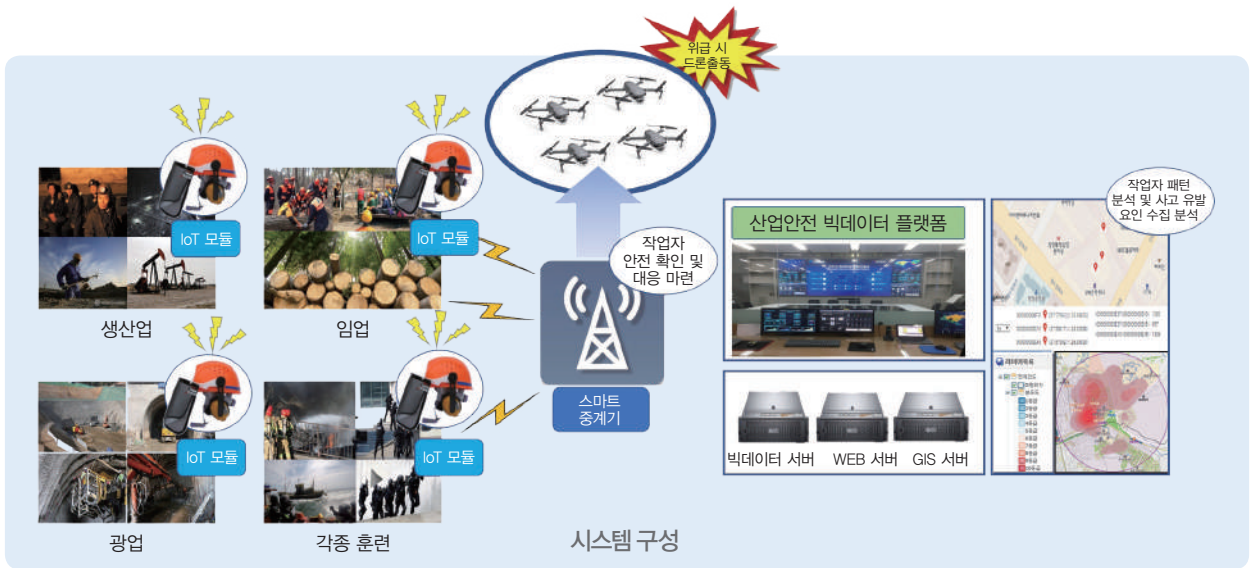 위급 시
드론출동
IoT 모듈
생산업
IoT 모듈
임업
IoT 모듈
광업
IoT 모듈
각종 훈련
작업자
안전 확인 및
대응 마련
스마트
중계기
산업안전 빅데이터 플랫폼
빅데이터 서버
WEB 서버
GIS 서버
작업자 패턴
분석 및 사고 유발
요인 수집 분석
시스템 구성